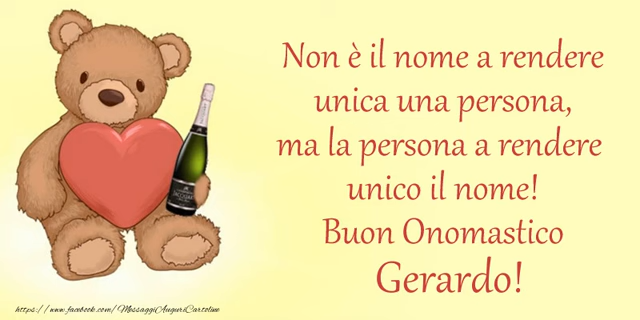 Non è il nome a rendere
unica una persona,
ma la persona a rendere
unico il nome!
Buon Onomastico
Gerardo!
JACQUART
https://www.facebook.com/MessaggiAuguriCartoline